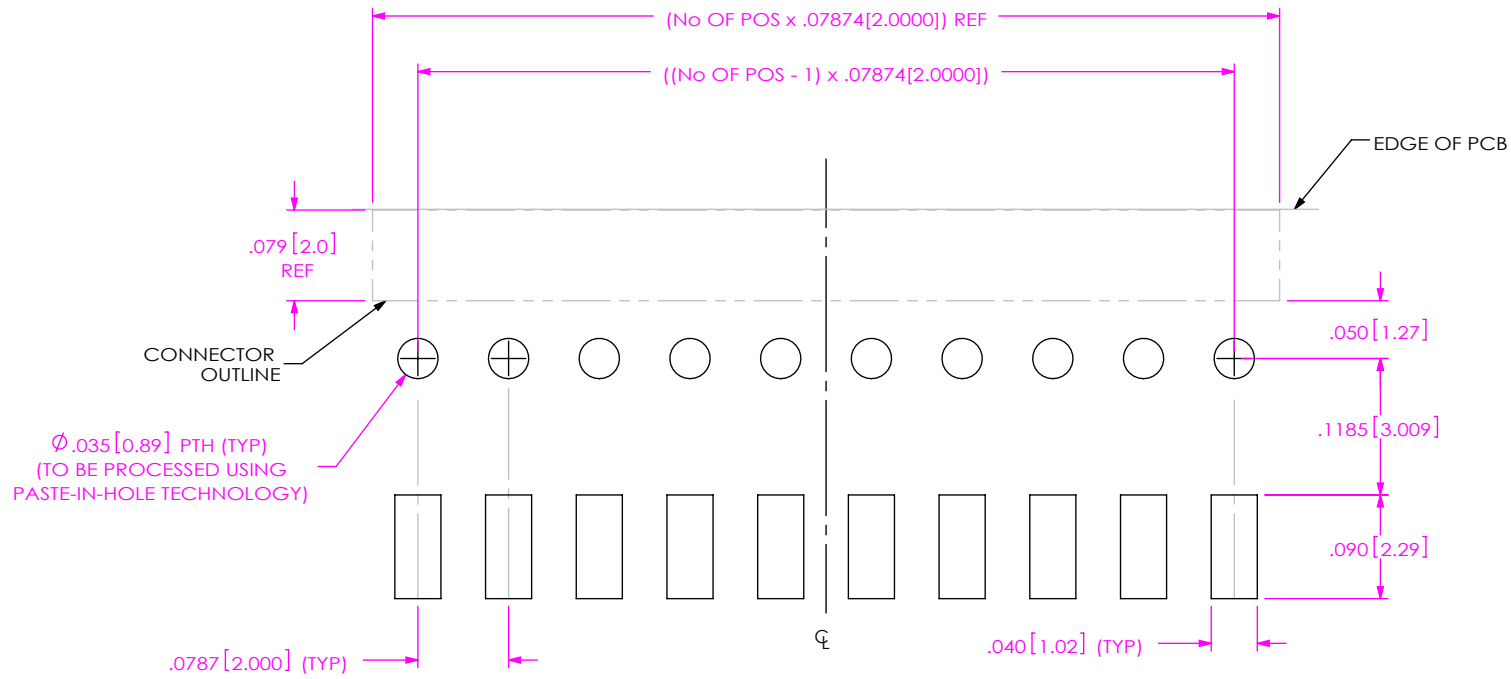 (No OF POS x .07874[2.0000]) REF
((No OF POS - 1) x .07874[2.0000])
EDGE OF PCB
.079[2.0]
REF
.050[1.27]
CONNECTOR
OUTLINE
.1185[3.009]
Ø.035[0.89] PTH (TYP)
(TO BE PROCESSED USING
PASTE-IN-HOLE TECHNOLOGY)
.090[2.29]
℄
.040[1.02] (TYP)
.0787[2.000] (TYP)